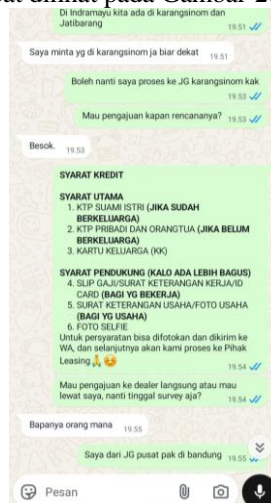 Di Indramayu kita ada di karangsinom dan
Jatibarang
19.51
Saya minta yg di karangsinom ja biar dekat
19.51
Boleh nanti saya proses ke JG karangsinom kak
19.53
Mau pengajuan kapan rencananya?
19.53
Besok.
19.53
SYARAT KREDIT
SYARAT UTAMA
1. KTP SUAMI ISTRI (JIKA SUDAH
BERKELUARGA)
2. KTP PRIBADI DAN ORANGTUA (JIKA BELUM
BERKELUARGA)
3. KARTU KELUARGA (KK)
SYARAT PENDUKUNG (KALO ADA LEBIH BAGUS)
4. SLIP GAJI/SURAT KETERANGAN KERJA/ID
CARD (BAGI YG BEKERJA)
5. SURAT KETERANGAN USAHA/FOTO USAHA
(BAGI YG USAHA)
6. FOTO SELFIE
Untuk persyaratan bisa difotokan dan dikirim ke
WA, dan selanjutnya akan kami proses ke Pihak
Leasing🙏😊
19.54
Mau pengajuan ke dealer langsung atau mau
lewat saya, nanti tinggal survey aja?
19.54
Bapanya orang mana
19.55
Saya dari JG pusat pak di bandung
19.55
Pesan